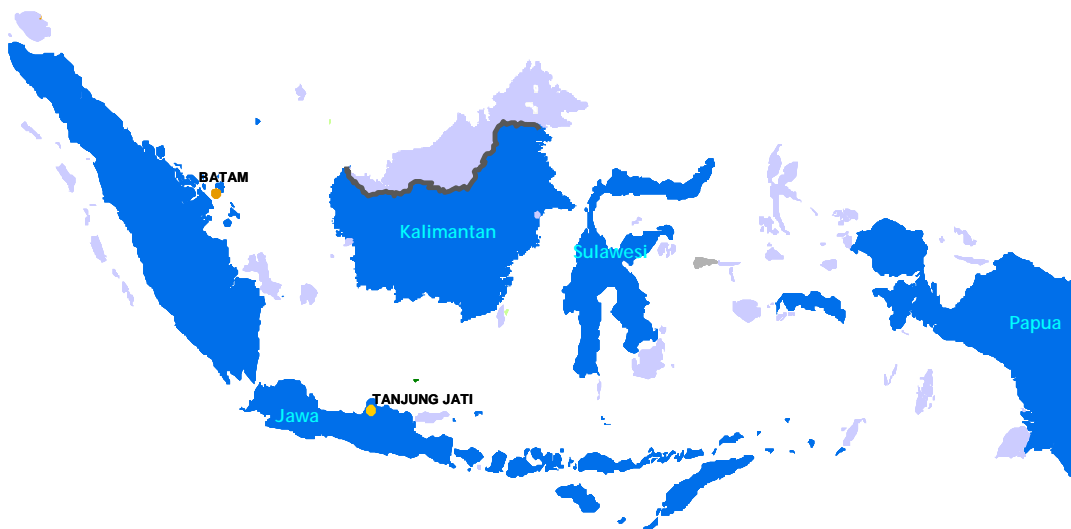 BATAM
Kalimantan
Sulawesi
Papua
TANJUNG JATI
Jawa